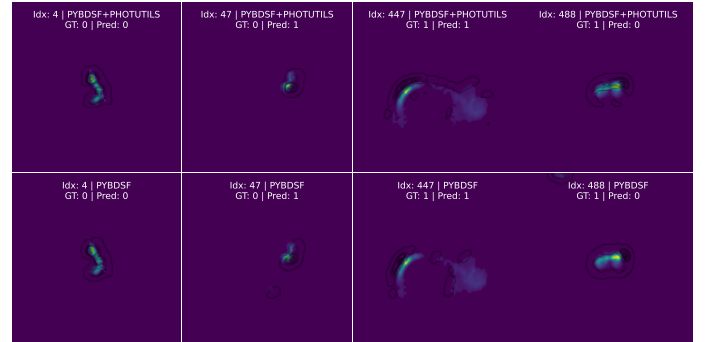 Idx: 4 | PYBDSF+PHOTUTILS
GT: 0 | Pred: 0
Idx: 47 | PYBDSF+PHOTUTILS
GT: 0 | Pred: 1
Idx: 447 | PYBDSF+PHOTUTILS
GT: 1 | Pred: 1
Idx: 488 | PYBDSF+PHOTUTILS
GT: 1 | Pred: 0
Idx: 4 | PYBDSF
GT: 0 | Pred: 0
Idx: 47 | PYBDSF
GT: 0 | Pred: 1
Idx: 447 | PYBDSF
GT: 1 | Pred: 1
Idx: 488 | PYBDSF
GT: 1 | Pred: 0